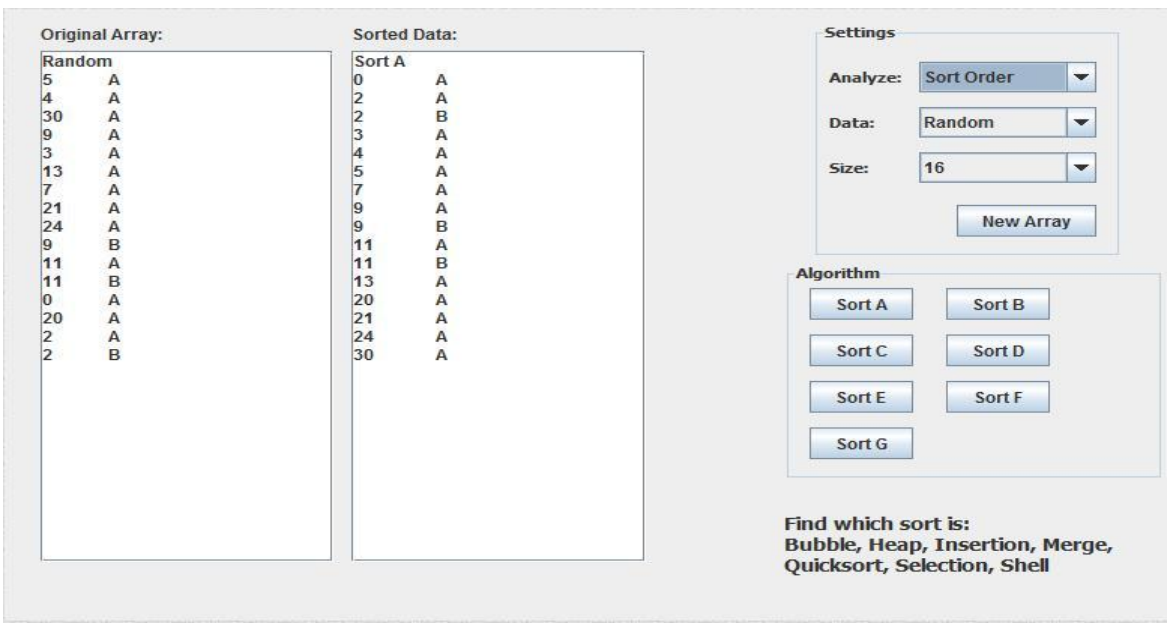 Original Array:
Random
5 A
4 A
30 A
9 A
3 A
13 A
7 A
21 A
24 A
9 B
11 A
11 B
0 A
20 A
2 A
2 B
Sorted Data:
Sort A
0 A
2 A
2 B
3 A
4 A
5 A
7 A
9 A
9 B
11 A
11 B
13 A
20 A
21 A
24 A
30 A
Settings
Analyze: Sort Order
Data: Random
Size: 16
New Array
Algorithm
Sort A Sort B
Sort C Sort D
Sort E Sort F
Sort G
Find which sort is:
Bubble, Heap, Insertion, Merge,
Quicksort, Selection, Shell